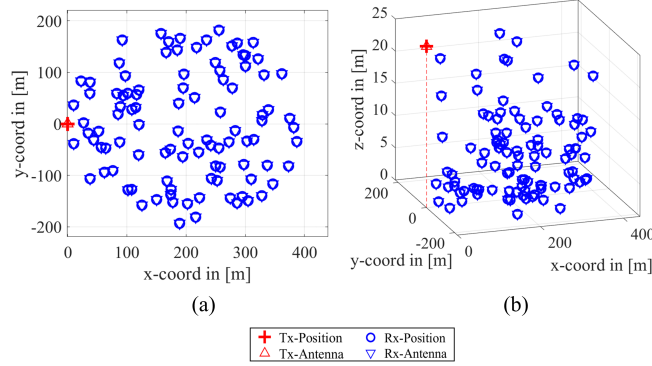 200
100
0
-100
-200
y-coord in [m]
0
100
200
300
400
x-coord in [m]
(a)
25
20
15
10
5
0
z-coord in [m]
200
0
-200
y-coord in [m]
0
200
400
x-coord in [m]
(b)
Tx-Position
Rx-Position
Tx-Antenna
Rx-Antenna